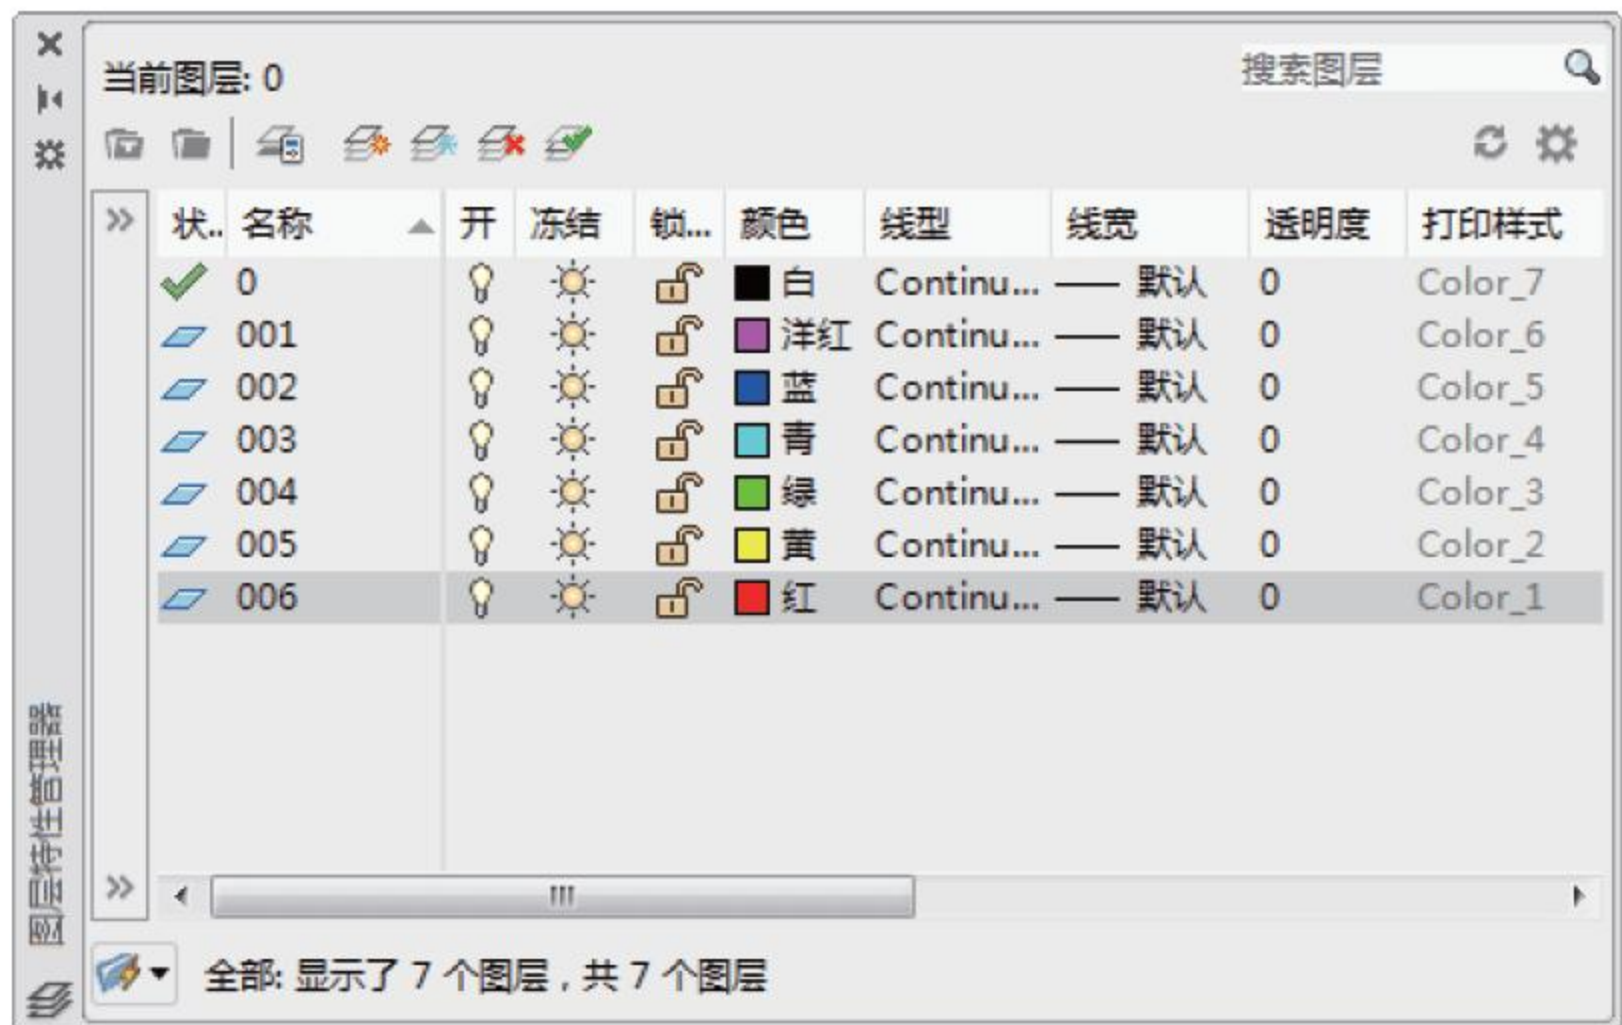 当前图层: 0
搜索图层
状.. 名称 开 冻结 锁... 颜色 线型 线宽 透明度 打印样式
0 白 Continu... 默认 0 Color_7
001 洋红 Continu... 默认 0 Color_6
002 蓝 Continu... 默认 0 Color_5
003 青 Continu... 默认 0 Color_4
004 绿 Continu... 默认 0 Color_3
005 黄 Continu... 默认 0 Color_2
006 红 Continu... 默认 0 Color_1
图层特性管理器
全部: 显示了 7 个图层 , 共 7 个图层